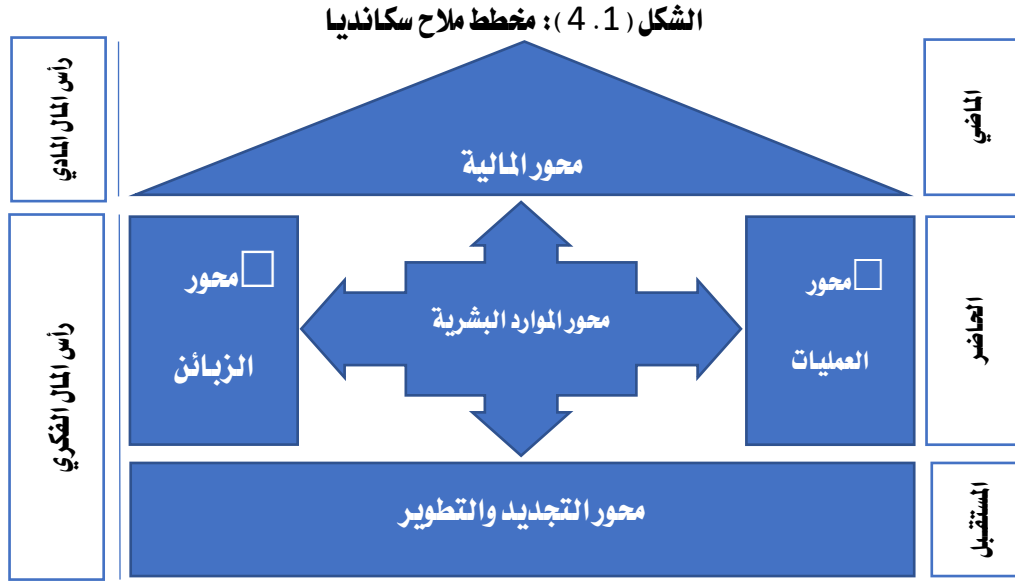 الشكل (4.1): مخطط ملاح سكانديا
الماضي
محور المالية
رأس المال المادي
الحاضر
محور
العمليات
محور الموارد البشرية
محور
الزبائن
رأس المال الفكري
المستقبل
محور التجديد والتطوير